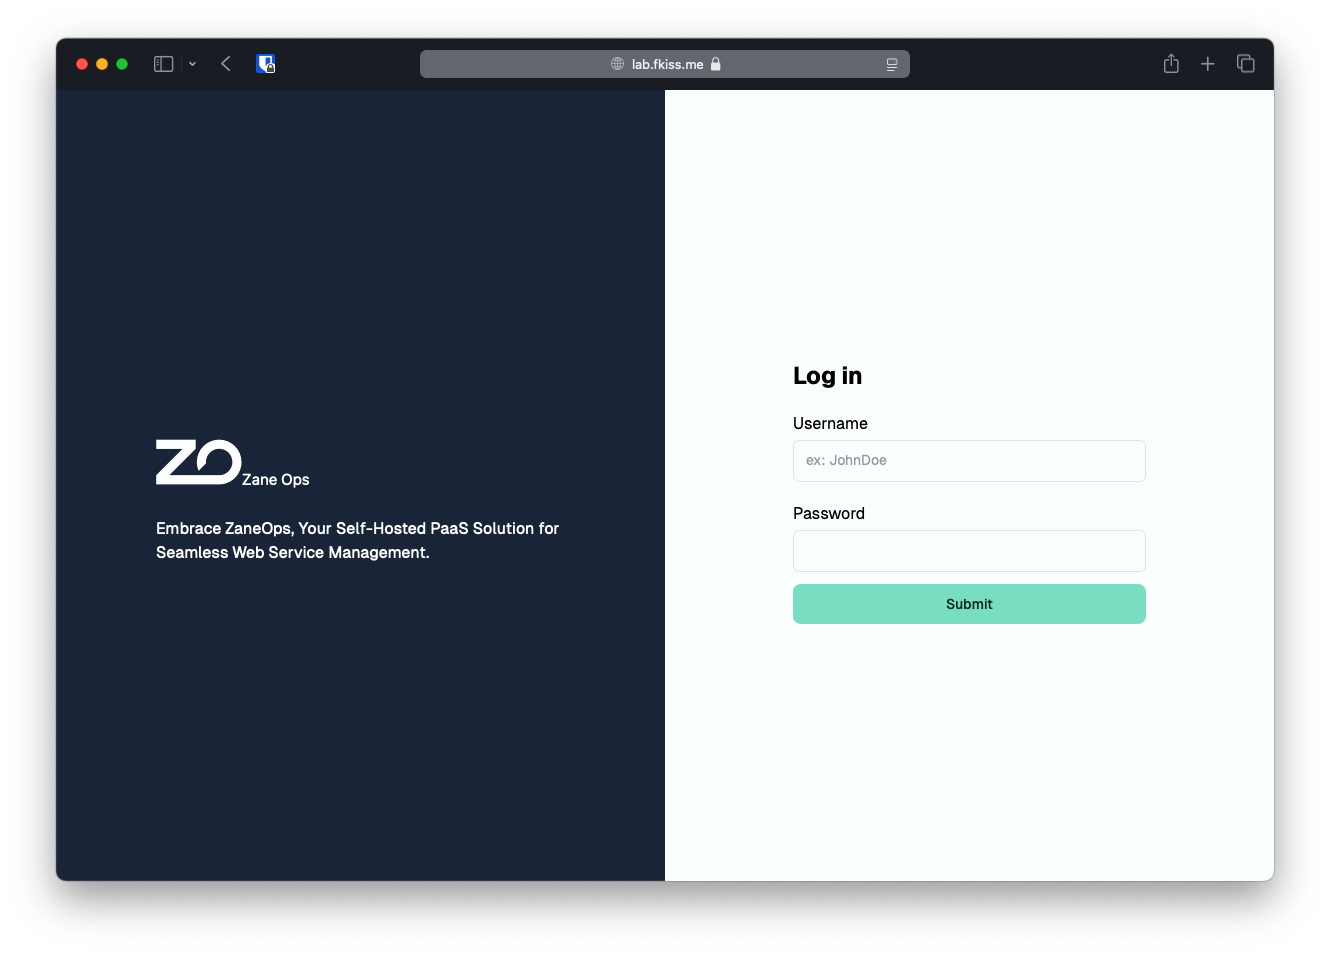 lab.fkiss.me
ZO
Zane Ops
Embrace ZaneOps, Your Self-Hosted PaaS Solution for
Seamless Web Service Management.
Log in
Username
ex: JohnDoe
Password
Submit